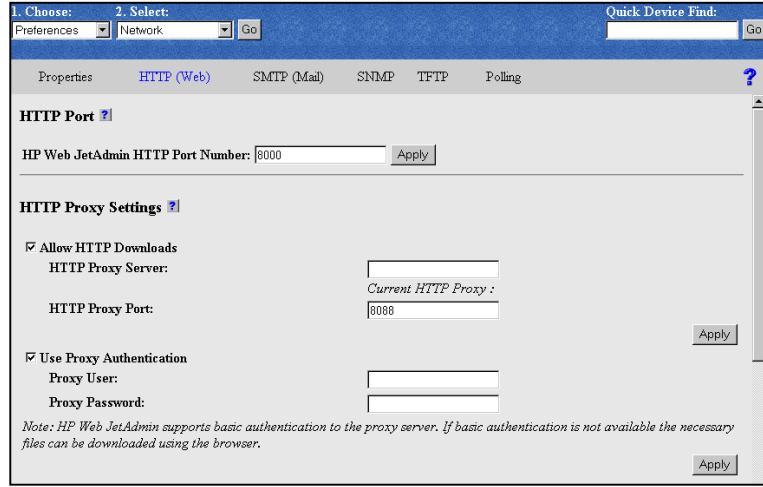 1. Choose: 2. Select: Quick Device Find:
Preferences Network Go Go
Properties HTTP (Web) SMTP (Mail) SNMP TFTP Polling ?
HTTP Port ?
HP Web JetAdmin HTTP Port Number: 8000 Apply
HTTP Proxy Settings ?
Allow HTTP Downloads
HTTP Proxy Server:
Current HTTP Proxy :
HTTP Proxy Port: 8088
Apply
Use Proxy Authentication
Proxy User:
Proxy Password:
Note: HP Web JetAdmin supports basic authentication to the proxy server. If basic authentication is not available the necessary
files can be downloaded using the browser.
Apply